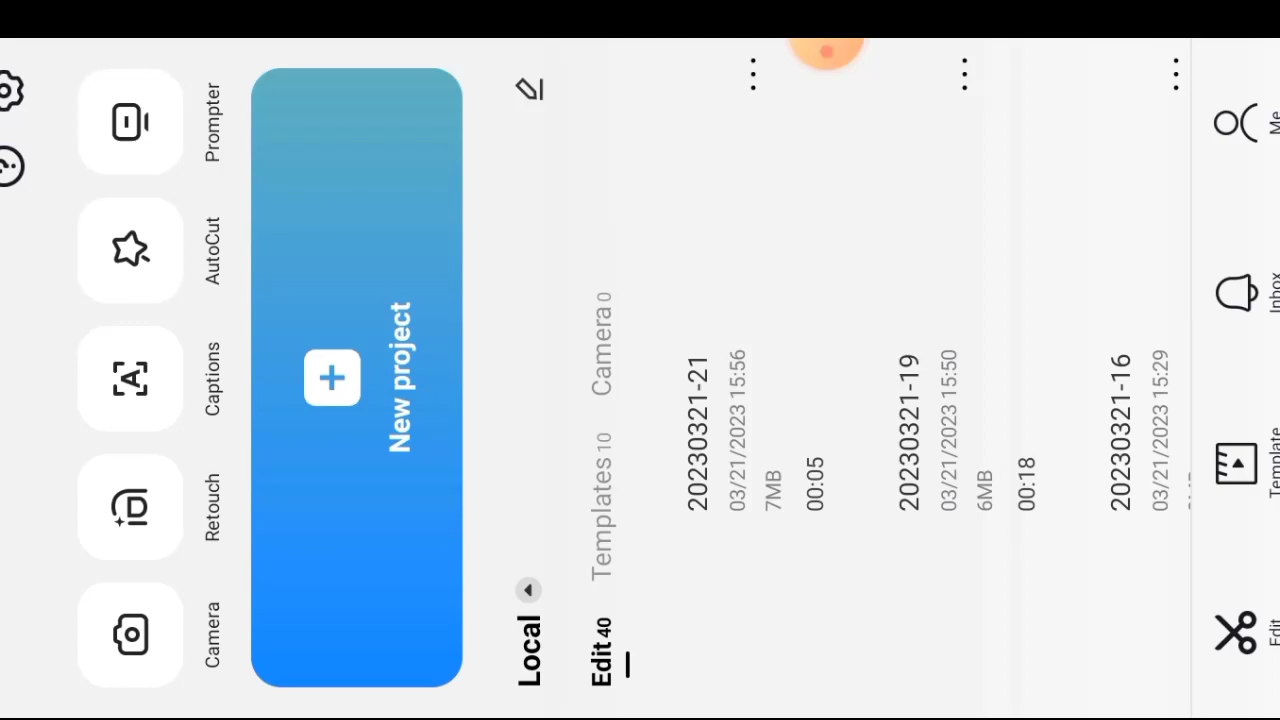 Camera
Retouch
Captions
AutoCut
Prompter
New project
Local
Edit 40
Templates 10
Camera 0
20230321-21
03/21/2023 15:56
7MB
00:05
20230321-19
03/21/2023 15:50
6MB
00:18
20230321-16
03/21/2023 15:29
Edit
Template
Inbox
Me